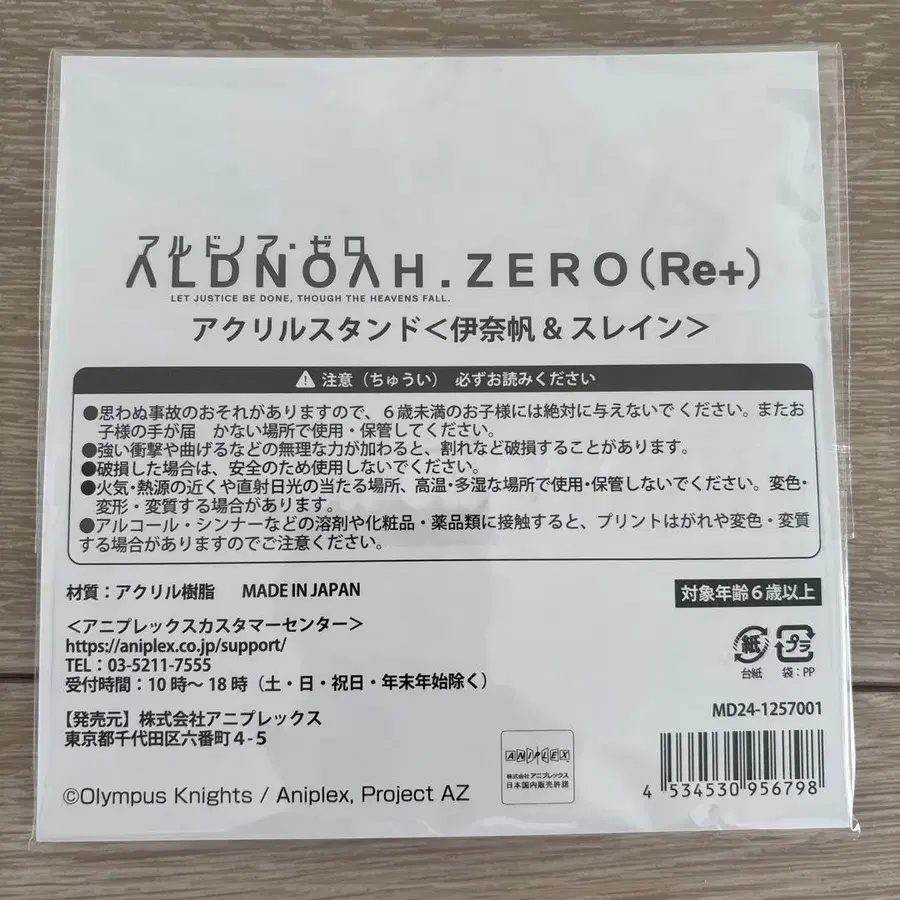 アルドノア・ゼロ
ALDNOAH.ZERO(Re+)
LET JUSTICE BE DONE, THOUGH THE HEAVENS FALL.
アクリルスタンド＜伊奈帆 & スレイン＞
注意（ちゅうい） 必ずお読みください
●思わぬ事故のおそれがありますので、６歳未満のお子様には絶対に与えないで ください。またお
子様の手が届　かない場所で使用・保管してください。
●強い衝撃や曲げるなどの無理な力が加わると、割れなど破損することがあります。
●破損した場合は、安全のため使用しないでください。
●火気・熱源の近くや直射日光の当たる場所、高温・多湿な場所で使用・保管しないでください。変色・
変形・変質する場合があります。
●アルコール・シンナーなどの溶剤や化粧品・薬品類に接触すると、プリントはがれや変色・変質
する場合がありますのでご注意ください。
材質：アクリル樹脂　MADE IN JAPAN
対象年齢６歳以上
＜アニプレックスカスタマーセンター＞
https://aniplex.co.jp/support/
TEL：03-5211-7555
受付時間：10 時〜 18 時（土・日・祝日・年末年始除く）
紙 プラ
台紙 袋：PP
MD24-1257001
【発売元】株式会社アニプレックス
東京都千代田区六番町４-５
ANIPLEX
株式会社アニプレックス
日本国内販売許諾
4 534530 956798
©Olympus Knights / Aniplex, Project AZ